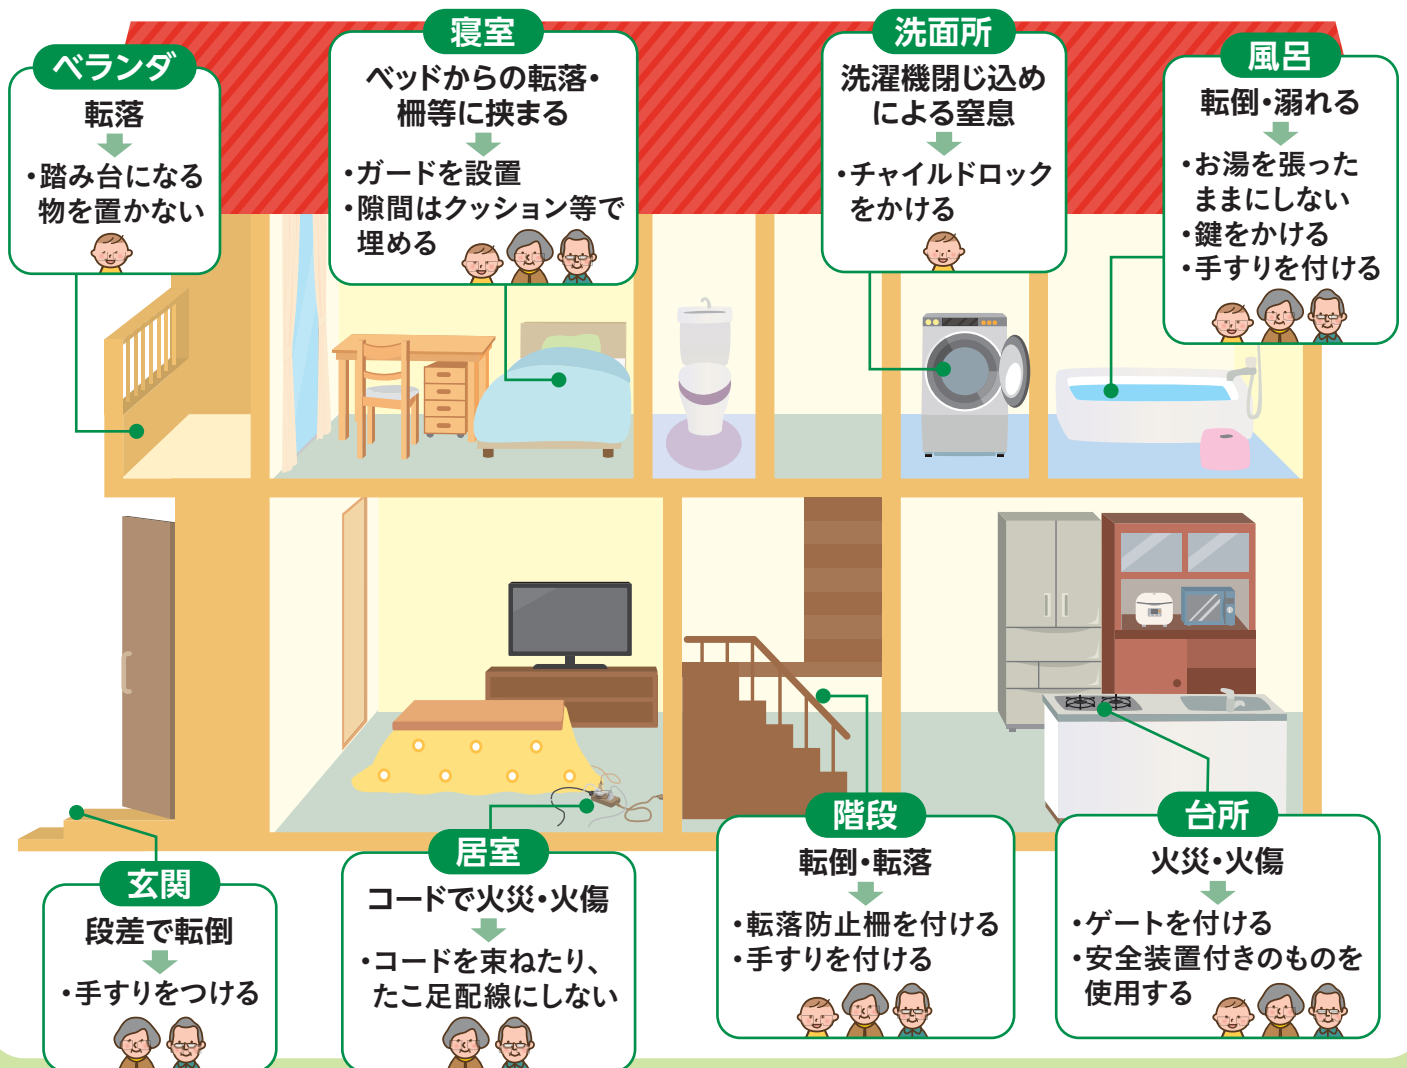 ベランダ
転落
・踏み台になる
物を置かない
寝室
ベッドからの転落・
柵等に挟まる
・ガードを設置
・隙間はクッション等で
埋める
洗面所
洗濯機閉じ込め
による窒息
・チャイルドロック
をかける
風呂
転倒・溺れる
・お湯を張った
ままにしない
・鍵をかける
・手すりを付ける
玄関
段差で転倒
・手すりをつける
居室
コードで火災・火傷
・コードを束ねたり、
たこ足配線にしない
階段
転倒・転落
・転落防止柵を付ける
・手すりを付ける
台所
火災・火傷
・ゲートを付ける
・安全装置付きのものを
使用する